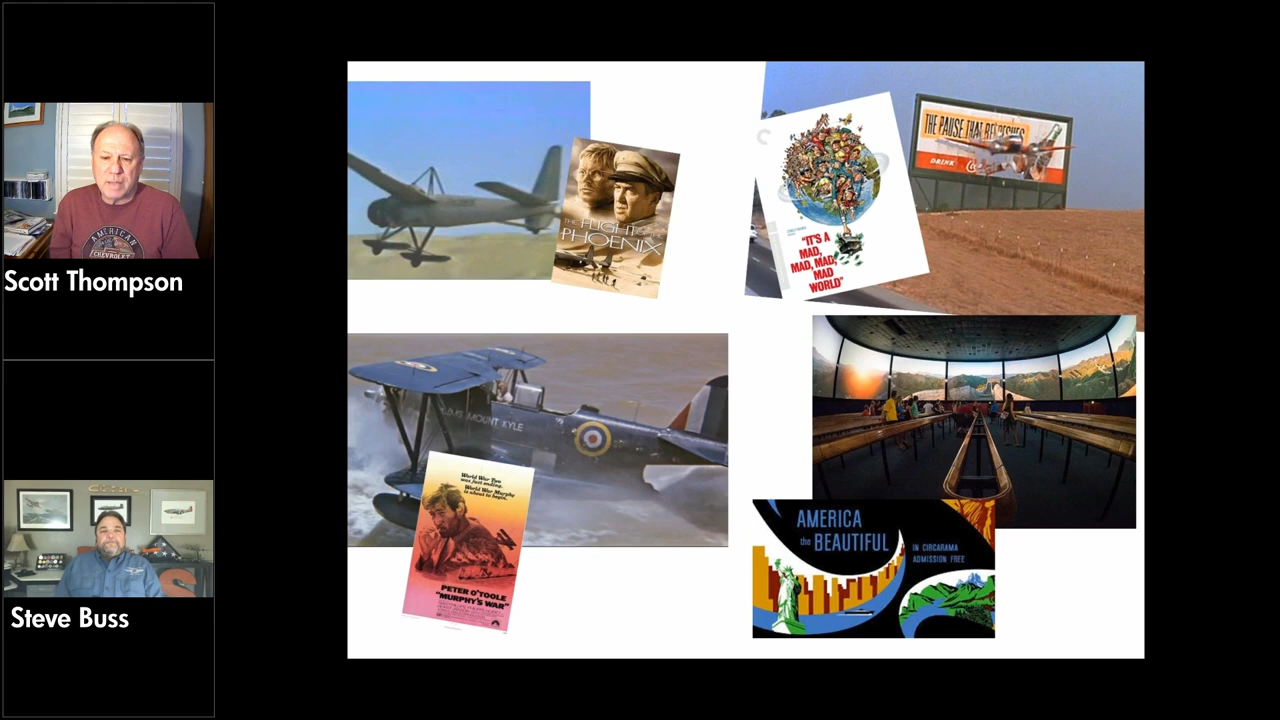 AMERICAN
CHEVROLET
Scott Thompson
Steve Buss
THE FLIGHT
PHOENIX
"IT'S A
MAD,
MAD, MAD,
MAD
WORLD"
THE PAUSE THAT REFRESHES
DRINK
MOUNT KYLE
World War Two
was just ending.
World War Murphy
is about to begin.
PETER O'TOOLE
"MURPHY'S WAR"
AMERICA
the BEAUTIFUL
IN CIRCARAMA
ADMISSION FREE